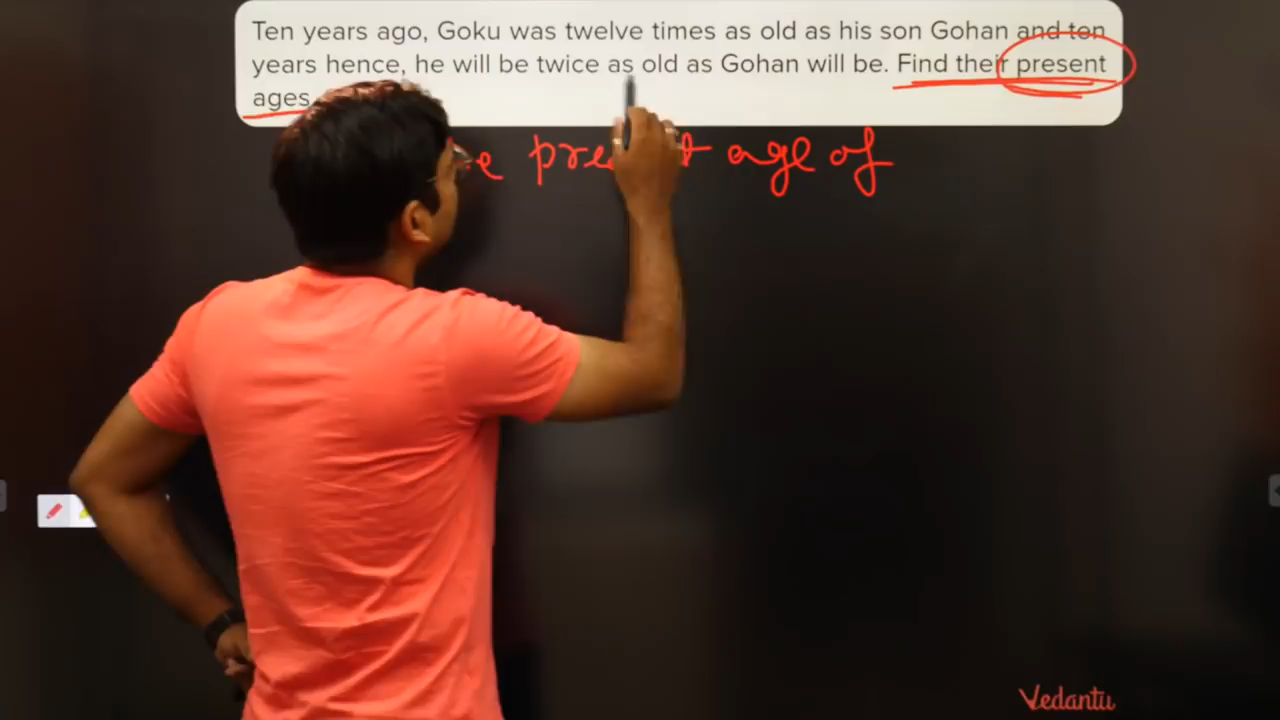 Ten years ago, Goku was twelve times as old as his son Gohan and ten
years hence, he will be twice as old as Gohan will be. Find their present
ages
age of
Vedantu